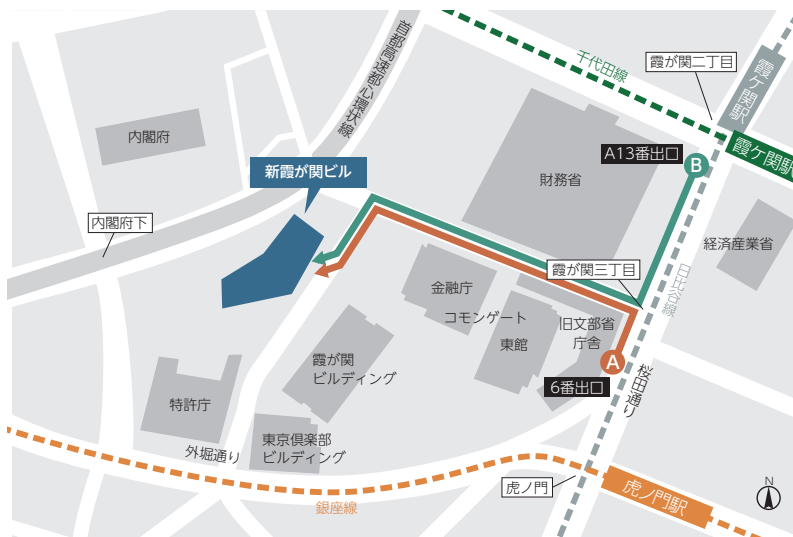 首都高速都心環状線
千代田線
霞が関二丁目
霞ケ関駅
霞ケ関駅
内閣府
新霞が関ビル
A13番出口
B
財務省
内閣府下
経済産業省
霞が関三丁目
日比谷線
金融庁
コモンゲート
東館
旧文部省
庁舎
霞が関
ビルディング
A
6番出口
桜田通り
特許庁
外堀通り
東京倶楽部
ビルディング
虎ノ門
虎ノ門駅
銀座線
N